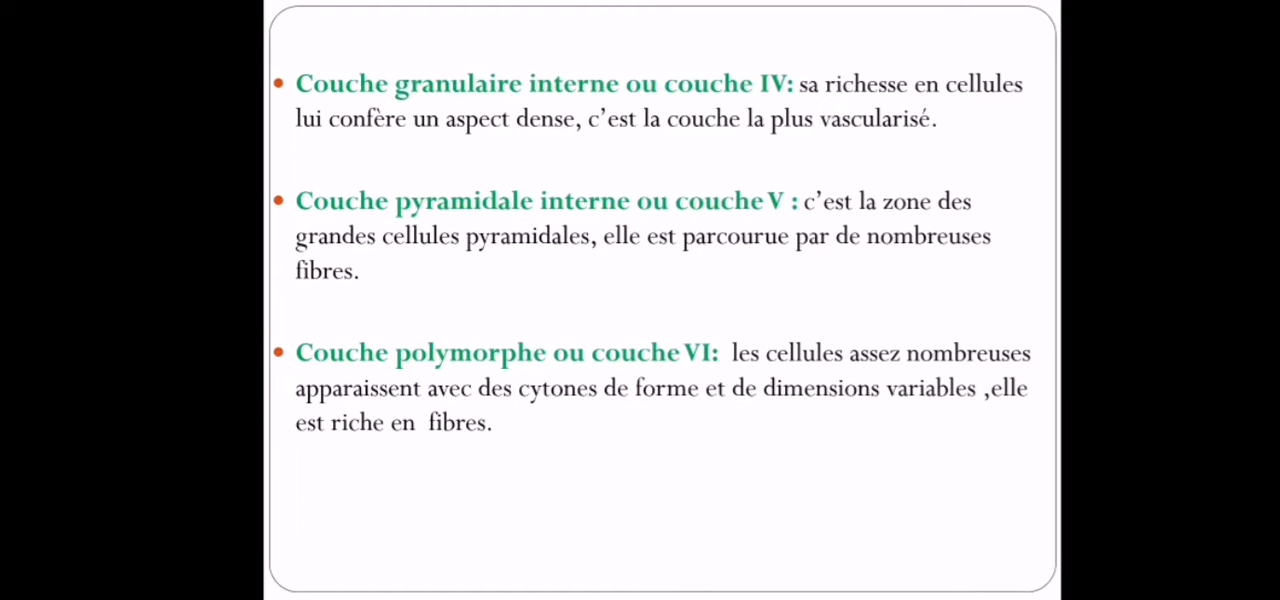 • Couche granulaire interne ou couche IV: sa richesse en cellules
lui confère un aspect dense, c’est la couche la plus vascularisé.
• Couche pyramidale interne ou couche V : c’est la zone des
grandes cellules pyramidales, elle est parcourue par de nombreuses
fibres.
• Couche polymorphe ou couche VI: les cellules assez nombreuses
apparaissent avec des cytones de forme et de dimensions variables ,elle
est riche en fibres.